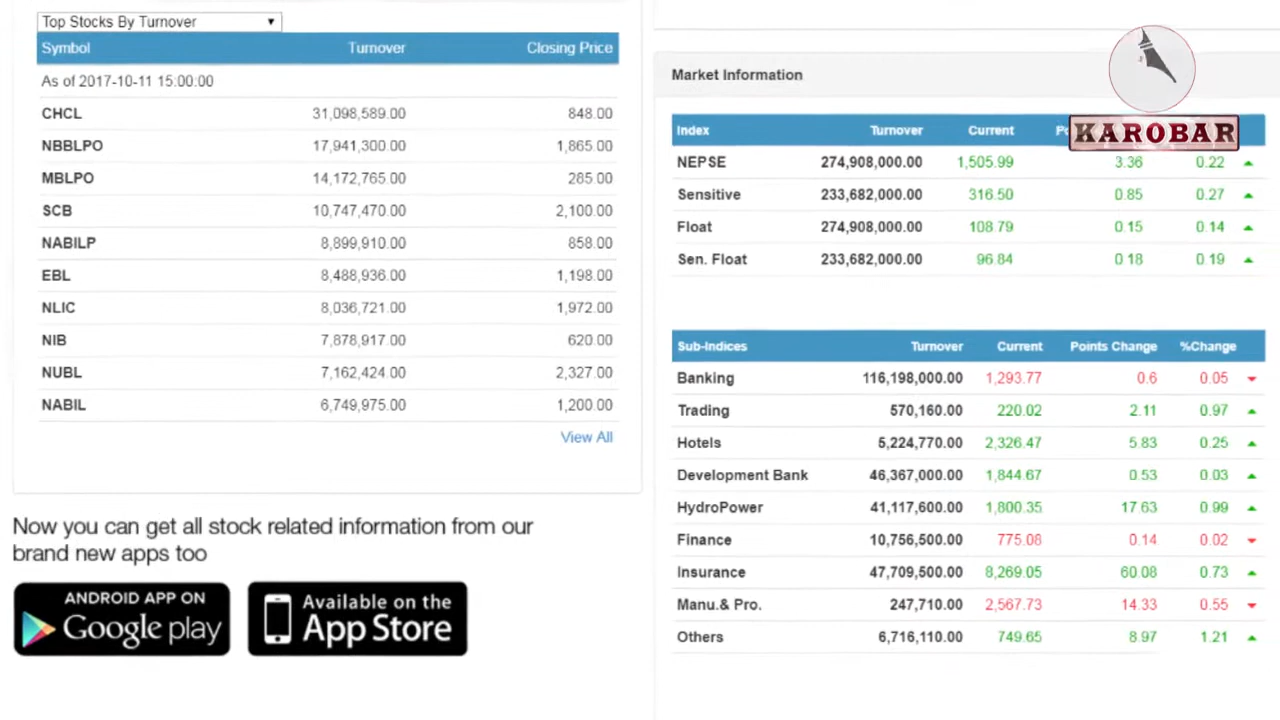 Top Stocks By Turnover
Symbol Turnover Closing Price
As of 2017-10-11 15:00:00
CHCL 31,098,589.00 848.00
NBBLPO 17,941,300.00 1,865.00
MBLPO 14,172,765.00 285.00
SCB 10,747,470.00 2,100.00
NABILP 8,899,910.00 858.00
EBL 8,488,936.00 1,198.00
NLIC 8,036,721.00 1,972.00
NIB 7,878,917.00 620.00
NUBL 7,162,424.00 2,327.00
NABIL 6,749,975.00 1,200.00
View All
Now you can get all stock related information from our
brand new apps too
ANDROID APP ON
Google play
Available on the
App Store
Market Information
KAROBAR
Index Turnover Current
NEPSE 274,908,000.00 1,505.99 3.36 0.22
Sensitive 233,682,000.00 316.50 0.85 0.27
Float 274,908,000.00 108.79 0.15 0.14
Sen. Float 233,682,000.00 96.84 0.18 0.19
Sub-Indices Turnover Current Points Change %Change
Banking 116,198,000.00 1,293.77 0.6 0.05
Trading 570,160.00 220.02 2.11 0.97
Hotels 5,224,770.00 2,326.47 5.83 0.25
Development Bank 46,367,000.00 1,844.67 0.53 0.03
HydroPower 41,117,600.00 1,800.35 17.63 0.99
Finance 10,756,500.00 775.08 0.14 0.02
Insurance 47,709,500.00 8,269.05 60.08 0.73
Manu.& Pro. 247,710.00 2,567.73 14.33 0.55
Others 6,716,110.00 749.65 8.97 1.21